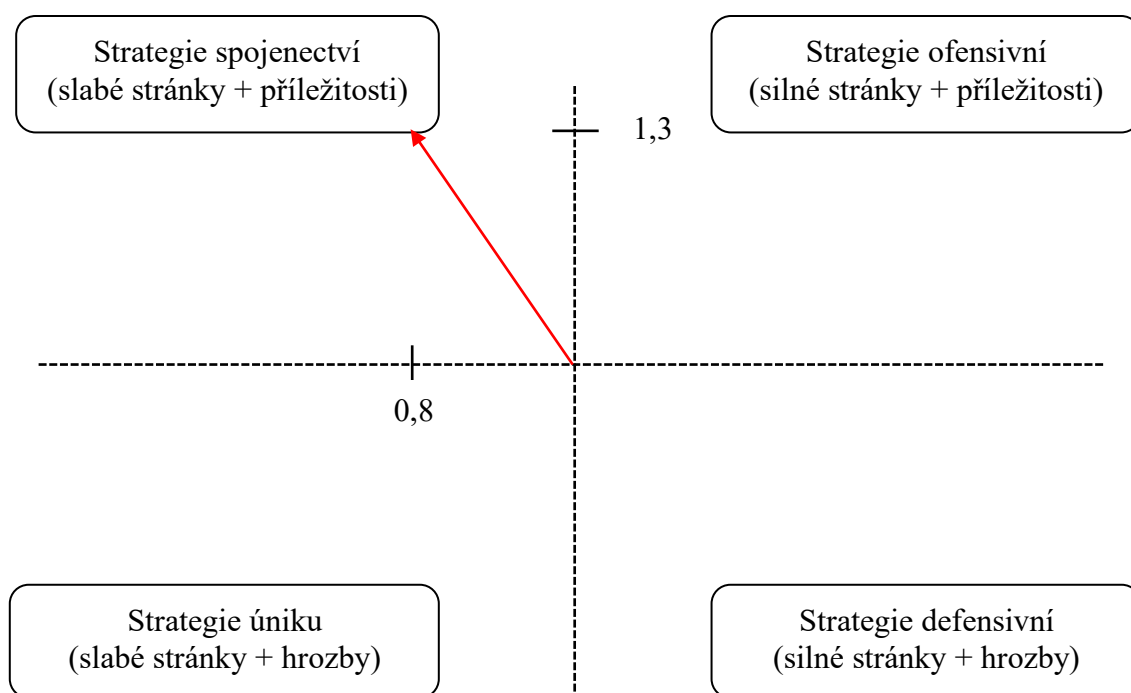 Strategie spojenectví
(slabé stránky + příležitosti)
Strategie ofensivní
(silné stránky + příležitosti)
1,3
0,8
Strategie úniku
(slabé stránky + hrozby)
Strategie defensivní
(silné stránky + hrozby)